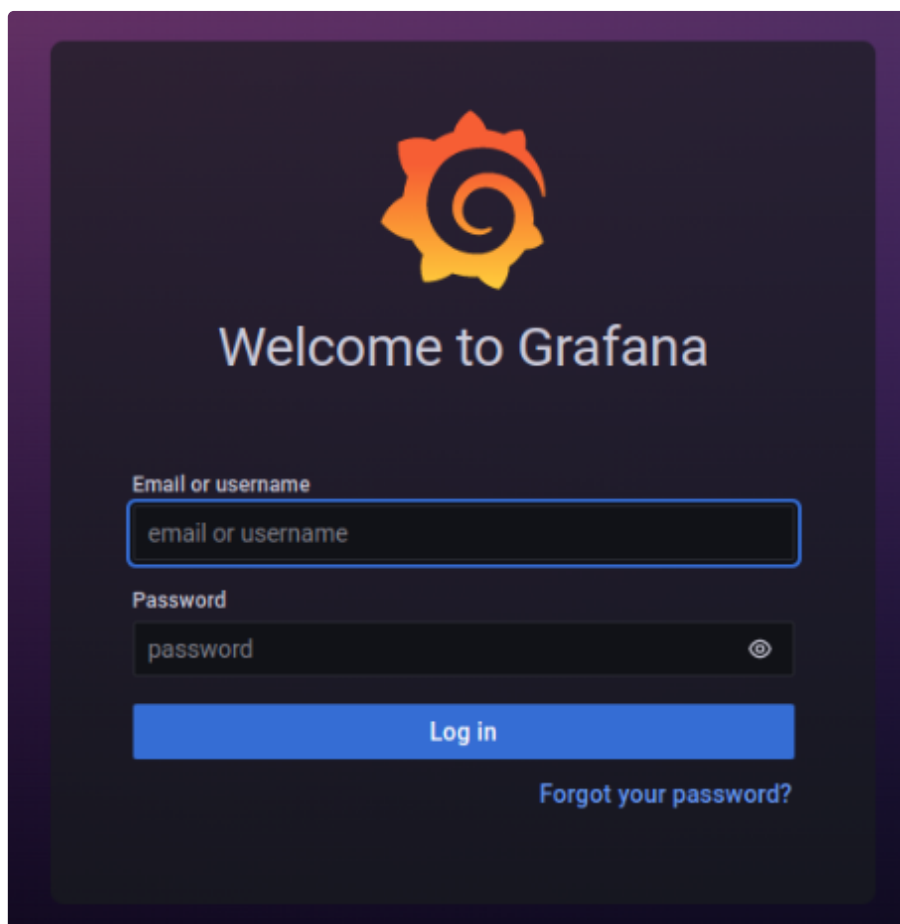 Welcome to Grafana
Email or username
email or username
Password
password
Log in
Forgot your password?